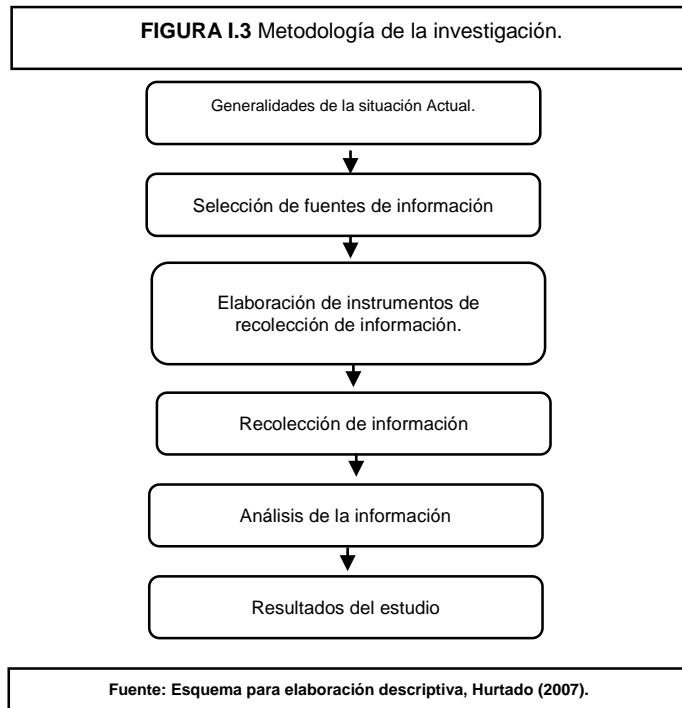 FIGURA I.3 Metodología de la investigación.
Generalidades de la situación Actual.
Selección de fuentes de información
Elaboración de instrumentos de
recolección de información.
Recolección de información
Análisis de la información
Resultados del estudio
Fuente: Esquema para elaboración descriptiva, Hurtado (2007).